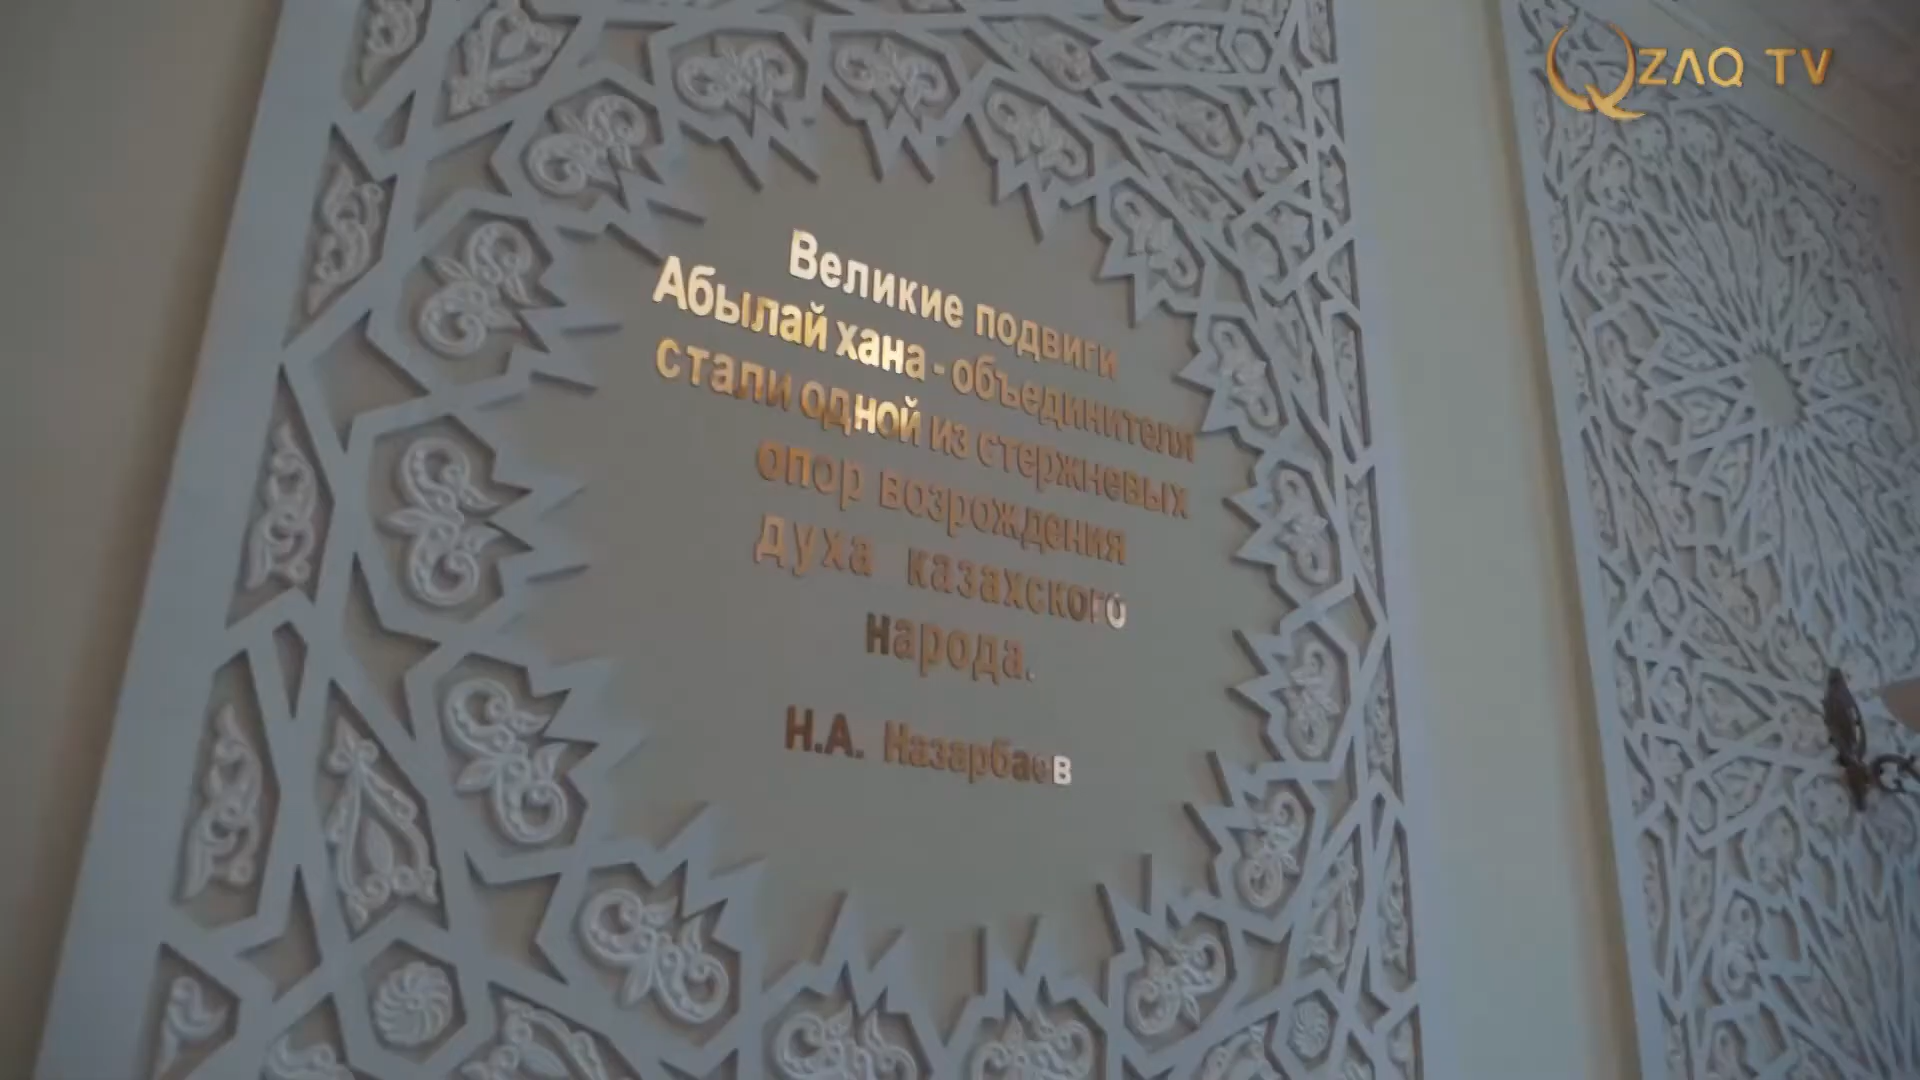 QZAQ TV
Великие подвиги
Абылай хана - объединителя
стали одной из стержневых
опор возрождения
духа казахского
народа.
Н.А. Назарбаев